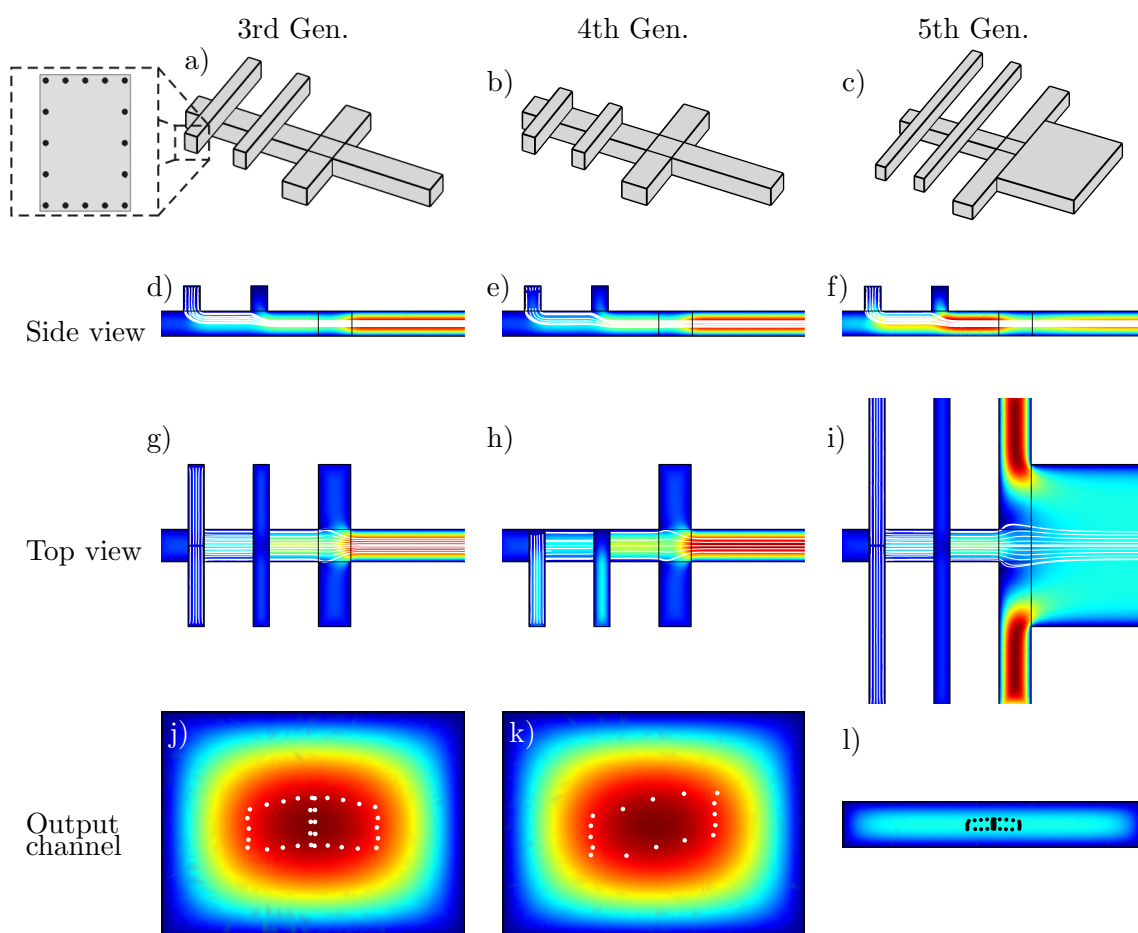 3rd Gen.
4th Gen.
5th Gen.
a)
b)
c)
Side view
d)
e)
f)
Top view
g)
h)
i)
Output
channel
j)
k)
l)